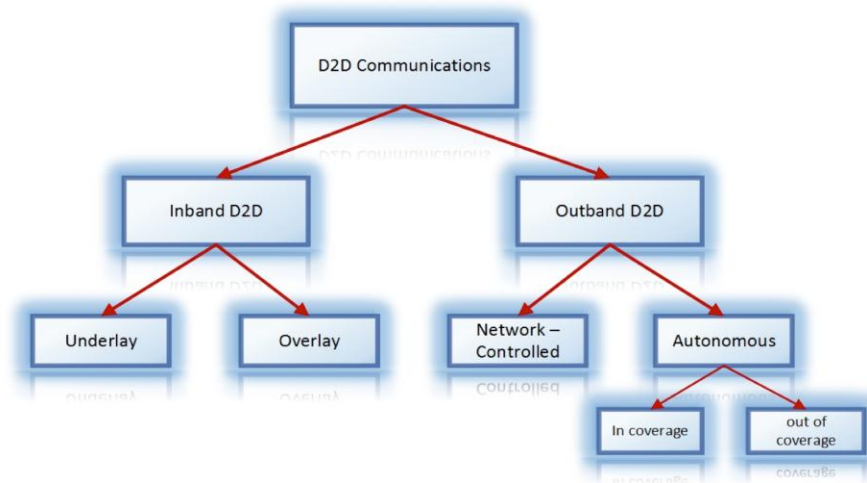 D2D Communications
Inband D2D
Outband D2D
Underlay
Overlay
Network –
Controlled
Autonomous
In coverage
out of
coverage